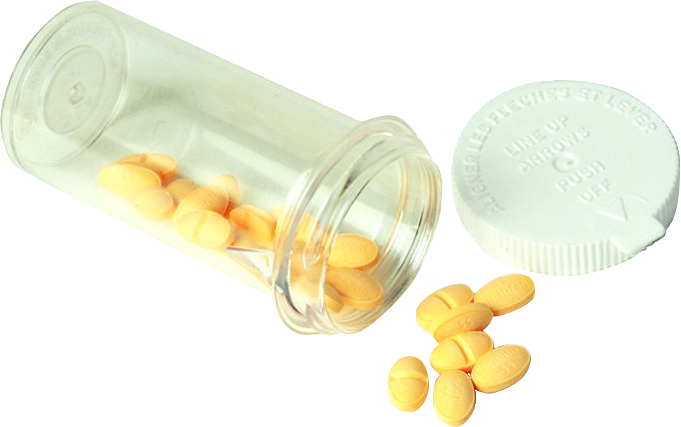 ALIGNER LES FLECHES ET LEVER
LINE UP
ARROWS
PUSH
OFF